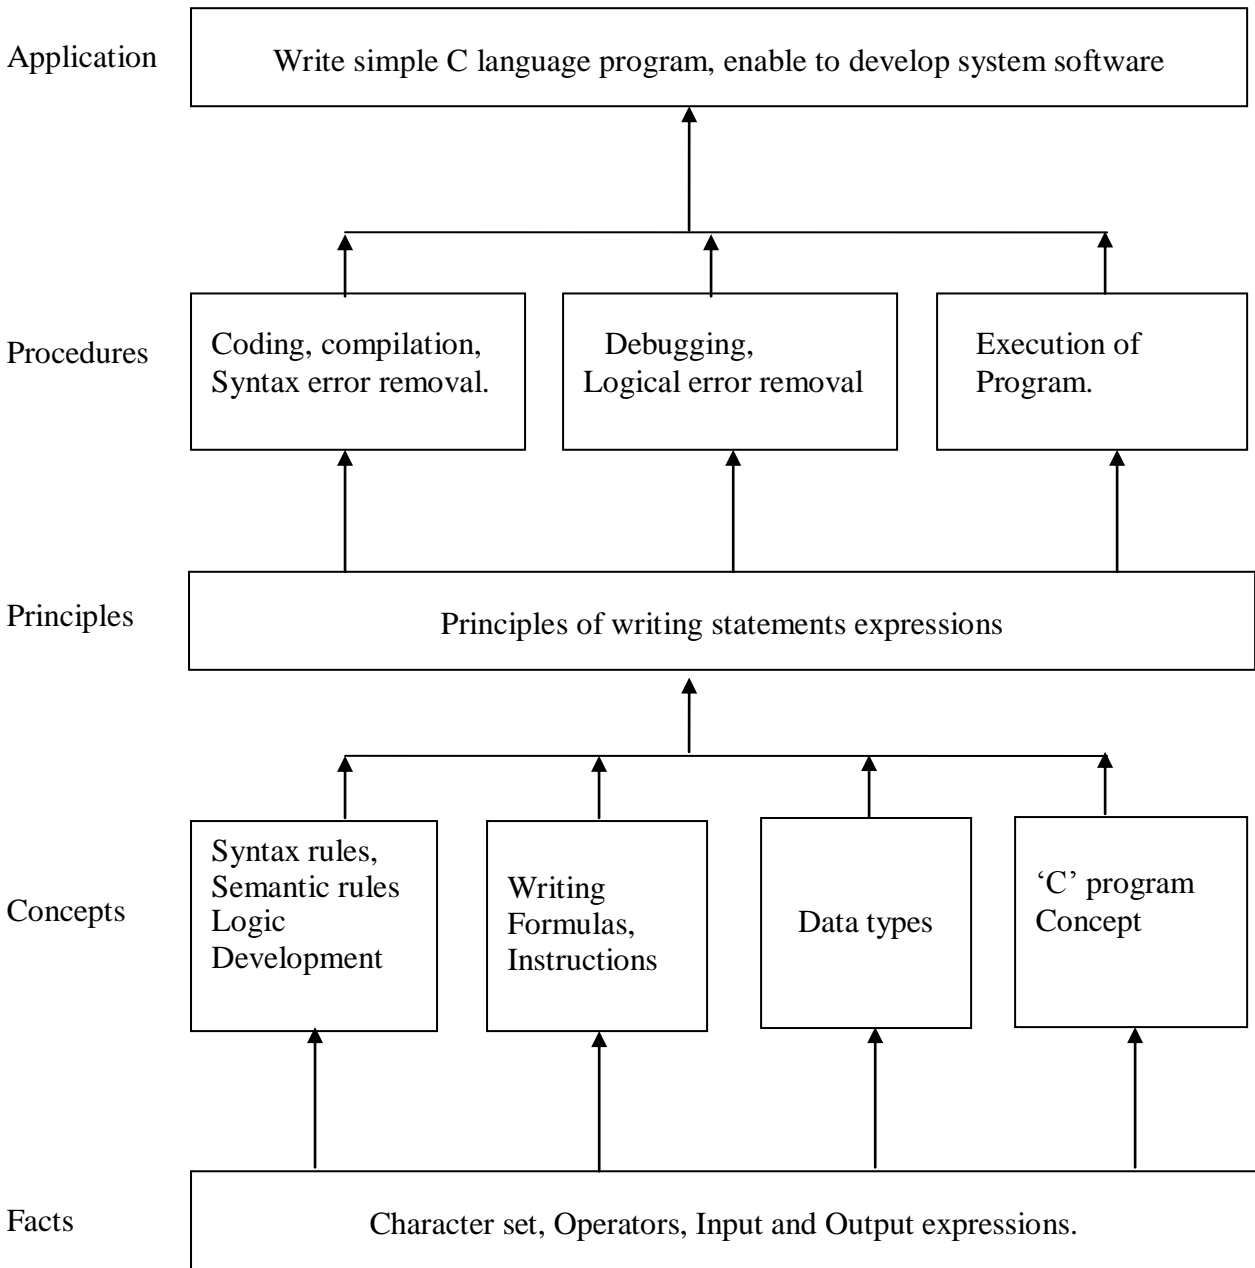 Application
Write simple C language program, enable to develop system software
Procedures
Coding, compilation,
Syntax error removal.
Debugging,
Logical error removal
Execution of
Program.
Principles
Principles of writing statements expressions
Concepts
Syntax rules,
Semantic rules
Logic
Development
Writing
Formulas,
Instructions
Data types
‘C’ program
Concept
Facts
Character set, Operators, Input and Output expressions.